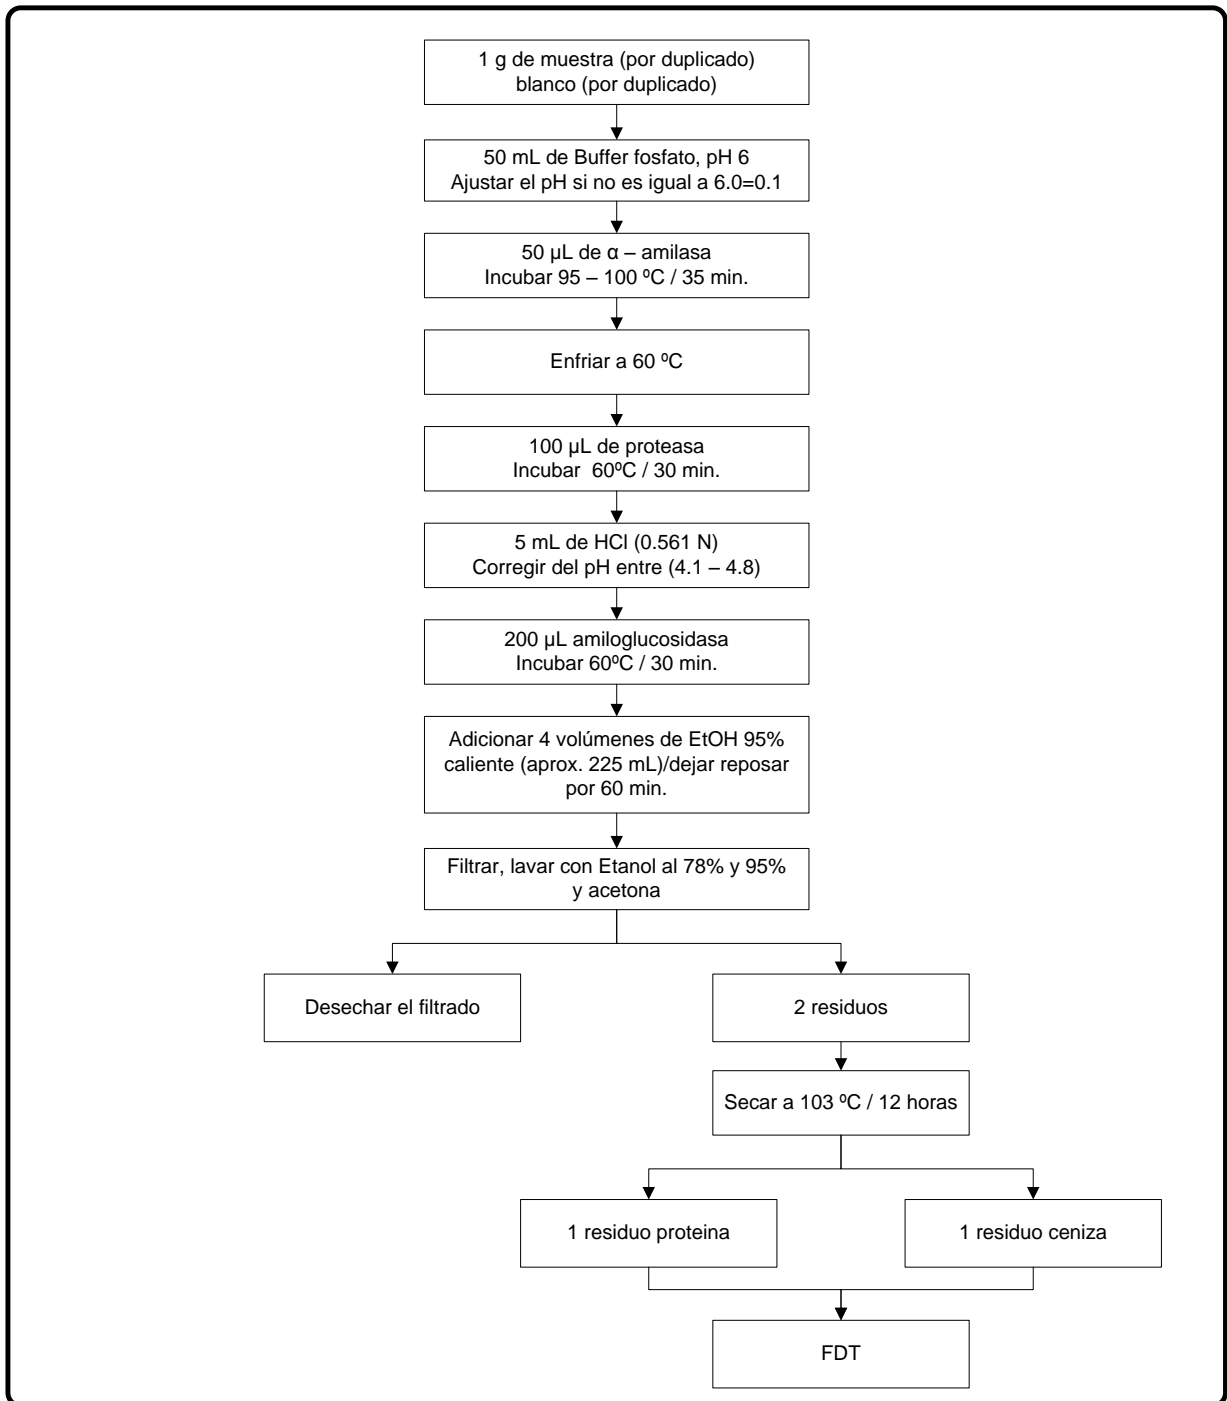 1 g de muestra (por duplicado)
blanco (por duplicado)
50 mL de Buffer fosfato, pH 6
Ajustar el pH si no es igual a 6.0=0.1
50 µL de α – amilasa
Incubar 95 – 100 ºC / 35 min.
Enfriar a 60 ºC
100 µL de proteasa
Incubar  60ºC / 30 min.
5 mL de HCl (0.561 N)
Corregir del pH entre (4.1 – 4.8)
200 µL amiloglucosidasa
Incubar 60ºC / 30 min.
Adicionar 4 volúmenes de EtOH 95%
caliente (aprox. 225 mL)/dejar reposar
por 60 min.
Filtrar, lavar con Etanol al 78% y 95%
y acetona
Desechar el filtrado
2 residuos
Secar a 103 ºC / 12 horas
1 residuo proteina
1 residuo ceniza
FDT